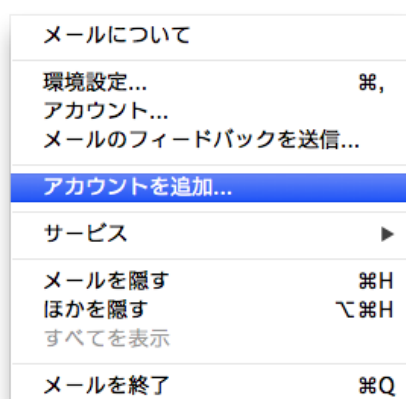 メールについて
環境設定... ⌘,
アカウント...
メールのフィードバックを送信...
アカウントを追加...
サービス ▶
メールを隠す ⌘H
ほかを隠す ⌥⌘H
すべてを表示
メールを終了 ⌘Q